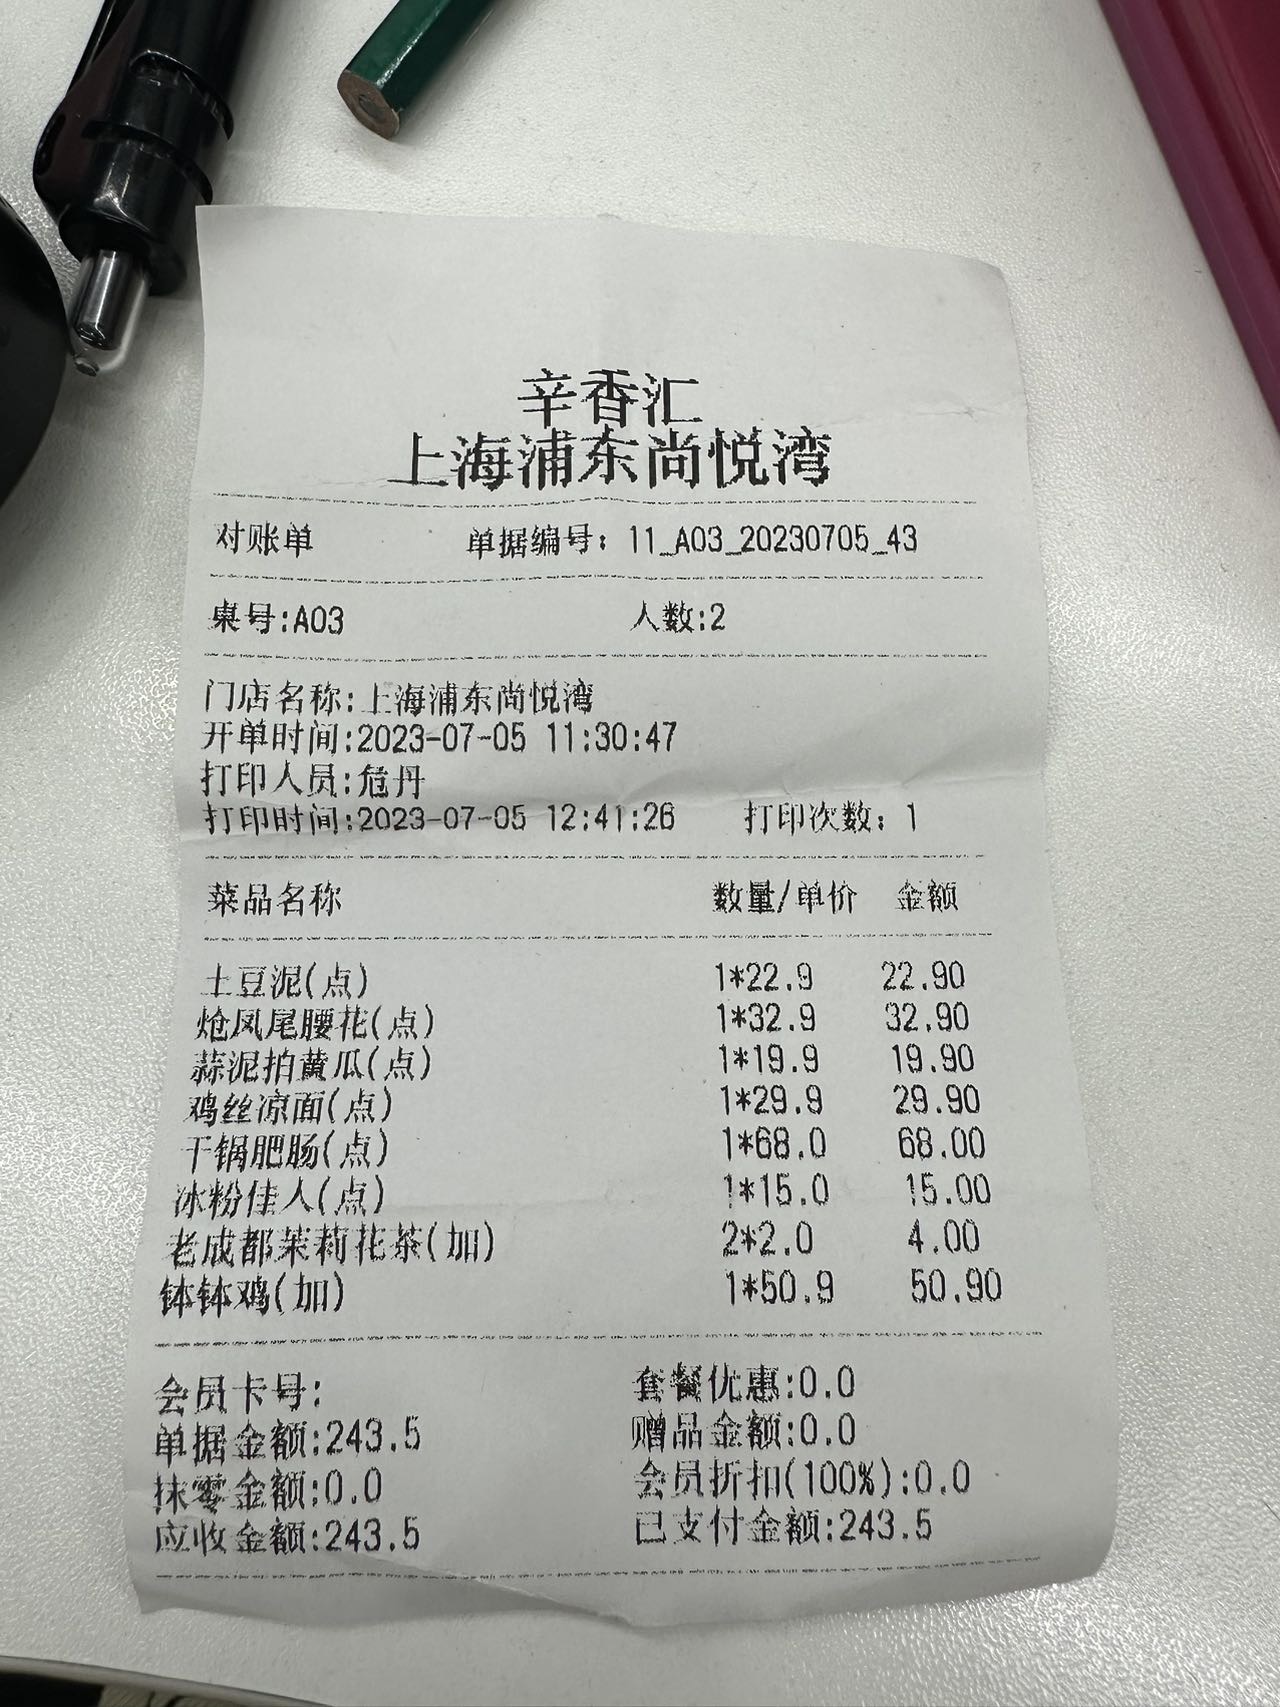 辛香汇
上海浦东尚悦湾
对账单 单据编号：11_A03_20230705_43
桌号:A03 人数:2
门店名称:上海浦东尚悦湾
开单时间:2023-07-05 11:30:47
打印人员:危丹
打印时间:2023-07-05 12:41:26 打印次数：1
菜品名称 数量/单价 金额
土豆泥(点) 1*22.9 22.90
炝凤尾腰花(点) 1*32.9 32.90
蒜泥拍黄瓜(点) 1*19.9 19.90
鸡丝凉面(点) 1*29.9 29.90
干锅肥肠(点) 1*68.0 68.00
冰粉佳人(点) 1*15.0 15.00
老成都茉莉花茶(加) 2*2.0 4.00
钵钵鸡(加) 1*50.9 50.90
会员卡号: 套餐优惠:0.0
单据金额:243.5 赠品金额:0.0
抹零金额:0.0 会员折扣(100%):0.0
应收金额:243.5 已支付金额:243.5